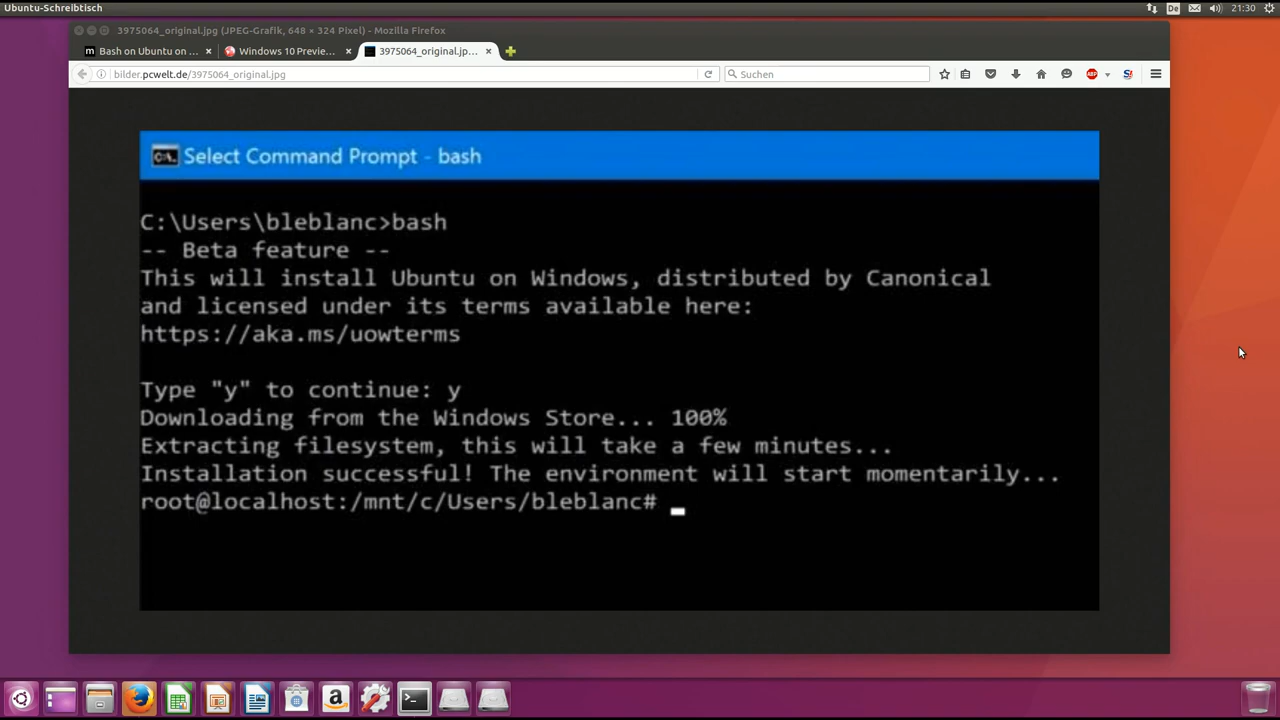 Ubuntu-Schreibtisch
De
21:30
3975064_original.jpg (JPEG-Grafik, 648 × 324 Pixel) - Mozilla Firefox
m Bash on Ubuntu on ...
Windows 10 Previe...
3975064_original.jp...
bilder.pcwelt.de/3975064_original.jpg
Suchen
ABP
S!
C:\.
Select Command Prompt - bash
C:\Users\bleblanc>bash
-- Beta feature --
This will install Ubuntu on Windows, distributed by Canonical
and licensed under its terms available here:
https://aka.ms/uowterms
Type "y" to continue: y
Downloading from the Windows Store... 100%
Extracting filesystem, this will take a few minutes...
Installation successful! The environment will start momentarily...
root@localhost:/mnt/c/Users/bleblanc# _
a
>_